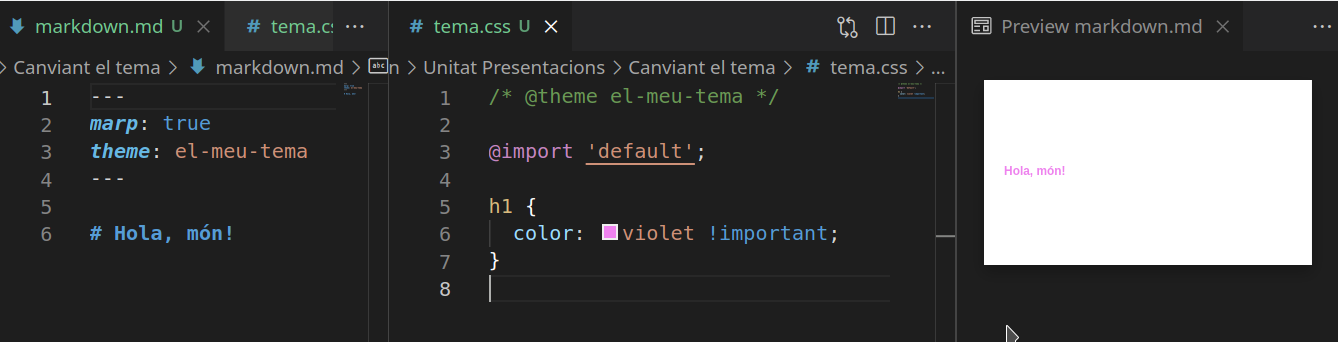 markdown.md U
# tema.cs ...
# tema.css U
...
Preview markdown.md
...
Canviant el tema > markdown.md > abc
n > Unitat Presentacions > Canviant el tema > # tema.css > ...
1 ---
2 marp: true
3 theme: el-meu-tema
4 ---
5
6 # Hola, món!
1 /* @theme el-meu-tema */
2
3 @import 'default';
4
5 h1 {
6 color: violet !important;
7 }
8
Hola, món!